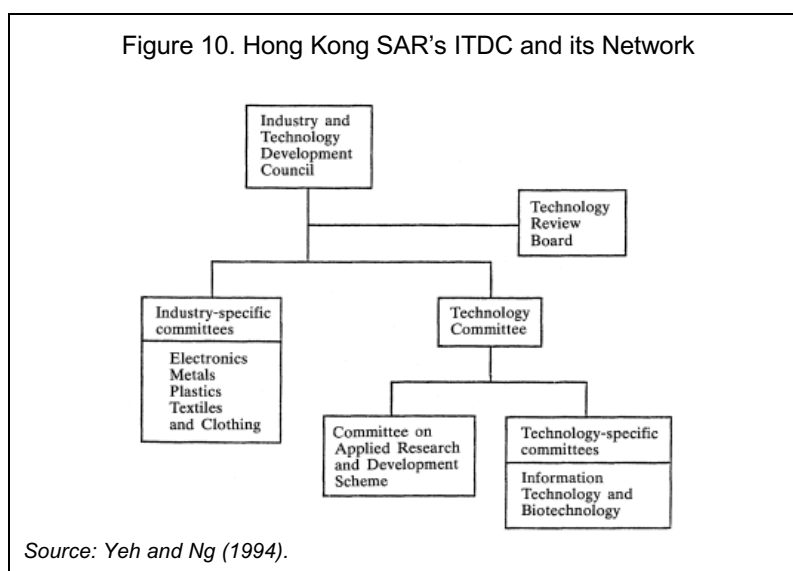 Figure 10. Hong Kong SAR’s ITDC and its Network
Industry and
Technology
Development
Council
Technology
Review
Board
Industry-specific
committees
Electronics
Metals
Plastics
Textiles
and Clothing
Technology
Committee
Committee on
Applied Research
and Development
Scheme
Technology-specific
committees
Information
Technology and
Biotechnology
Source: Yeh and Ng (1994).